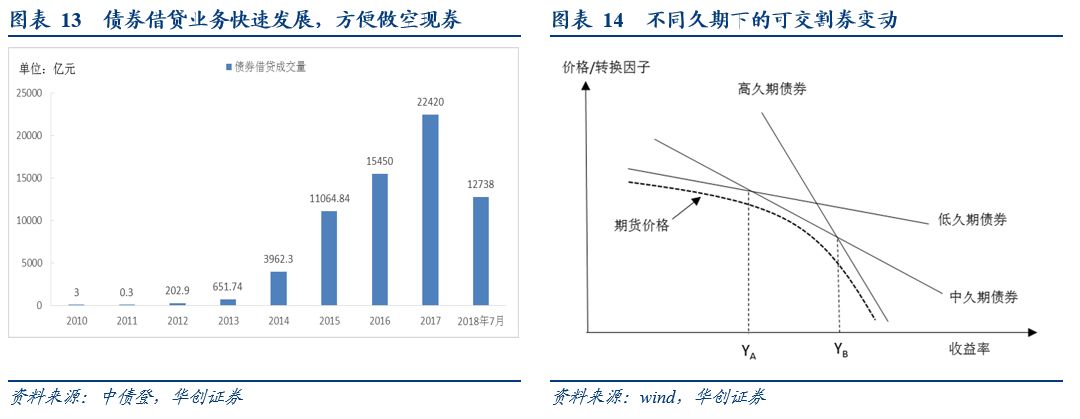 图表 13 债券借贷业务快速发展，方便做空现券
单位：亿元
债券借贷成交量
25000
20000
15000
10000
5000
0
3
0.3
202.9
651.74
3962.3
11064.84
15450
22420
12738
2010
2011
2012
2013
2014
2015
2016
2017
2018年7月
资料来源：中债登，华创证券
图表 14 不同久期下的可交割券变动
价格/转换因子
高久期债券
期货价格
低久期债券
中久期债券
YA
YB
收益率
资料来源：wind，华创证券